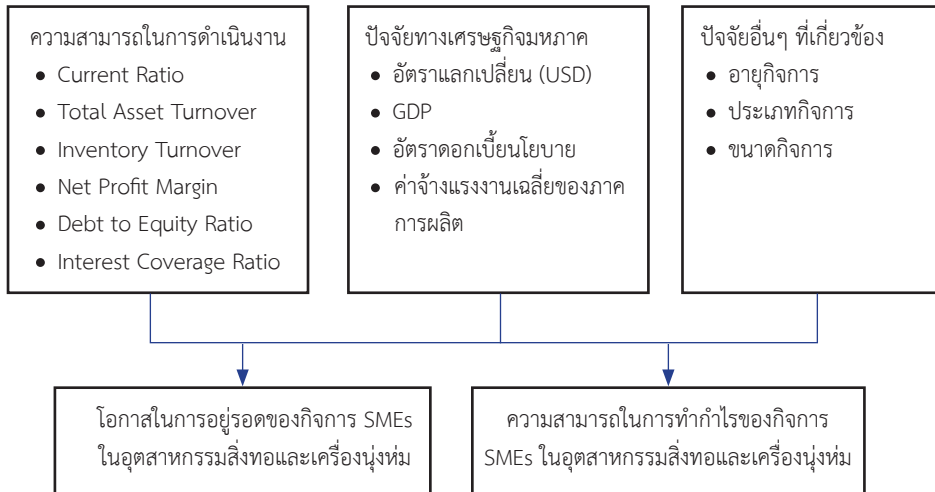 ความสามารถในการดำเนินงาน
• Current Ratio
• Total Asset Turnover
• Inventory Turnover
• Net Profit Margin
• Debt to Equity Ratio
• Interest Coverage Ratio
ปัจจัยทางเศรษฐกิจมหภาค
• อัตราแลกเปลี่ยน (USD)
• GDP
• อัตราดอกเบี้ยนโยบาย
• ค่าจ้างแรงงานเฉลี่ยของภาค
การผลิต
ปัจจัยอื่นๆ ที่เกี่ยวข้อง
• อายุกิจการ
• ประเภทกิจการ
• ขนาดกิจการ
โอกาสในการอยู่รอดของกิจการ SMEs
ในอุตสาหกรรมสิ่งทอและเครื่องนุ่งห่ม
ความสามารถในการทำกำไรของกิจการ
SMEs ในอุตสาหกรรมสิ่งทอและเครื่องนุ่งห่ม